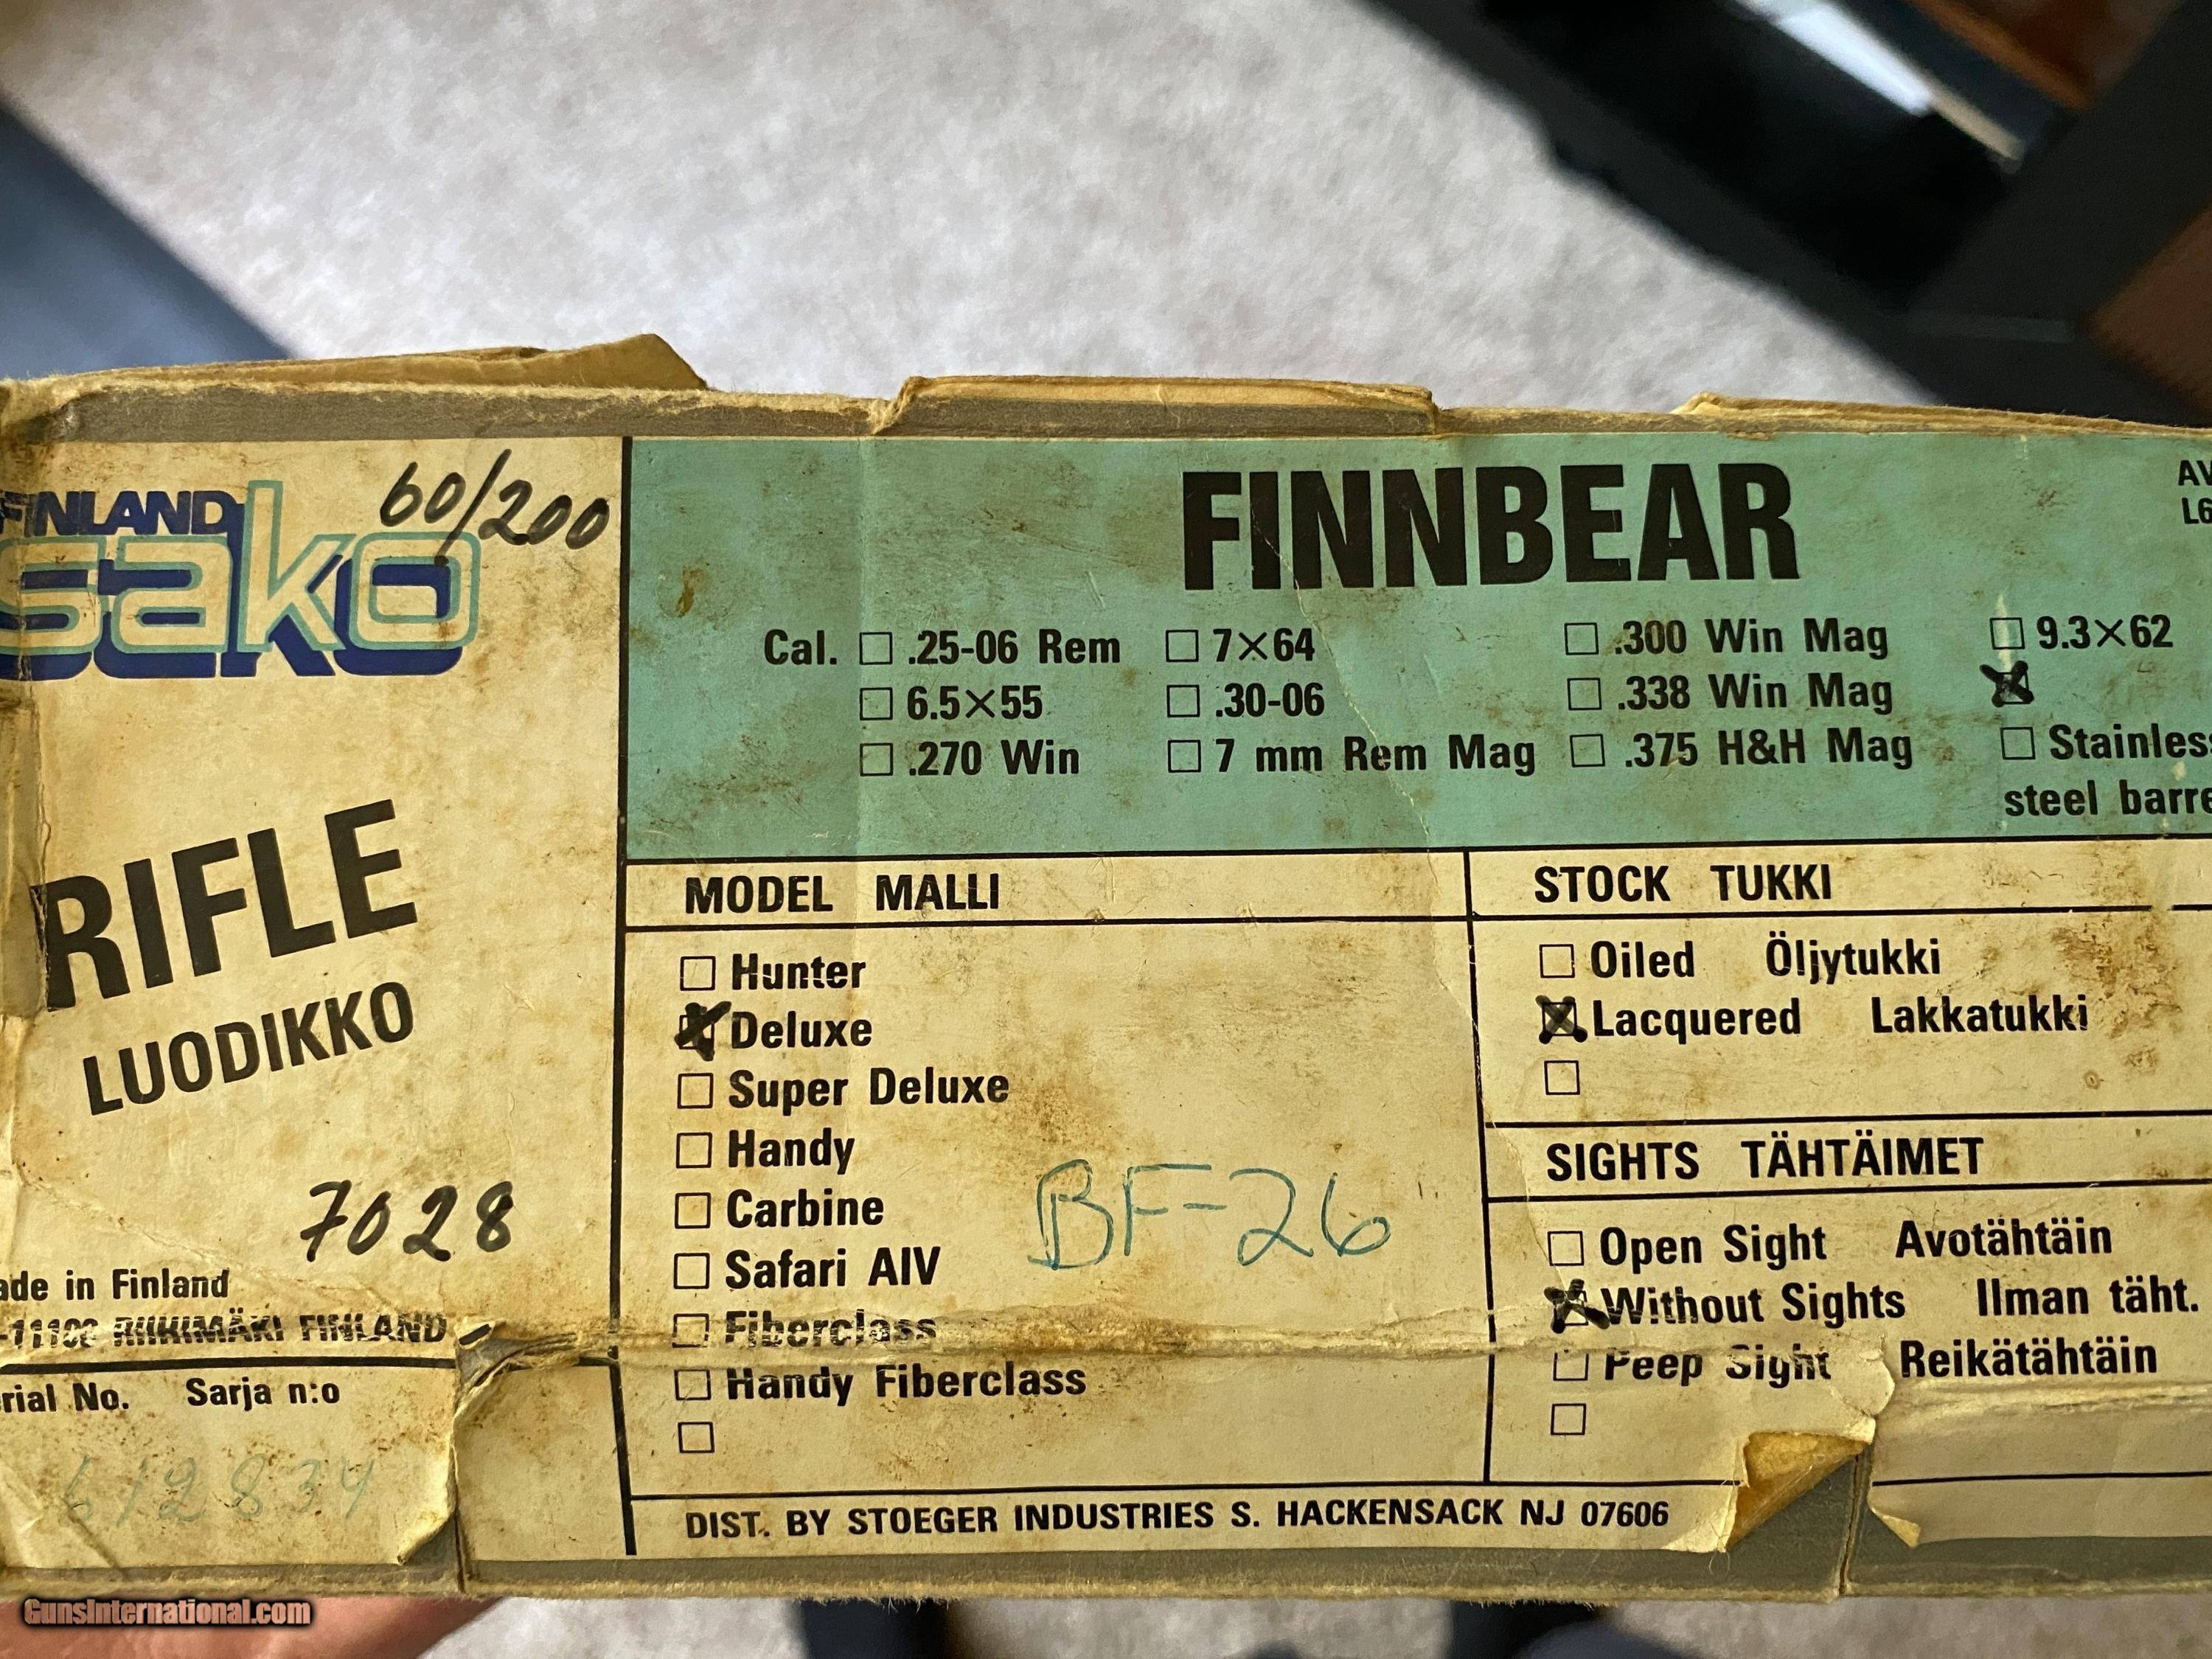 FINLAND
sako
60/200
RIFLE
LUODIKKO
7028
ade in Finland
-11100 RIIHIMÄKI FINLAND
rial No. Sarja n:o
612834
FINNBEAR
AV
L6
Cal. .25-06 Rem 7×64 .300 Win Mag 9.3×62
6.5×55 .30-06 .338 Win Mag
.270 Win 7 mm Rem Mag .375 H&H Mag Stainless
steel barre
MODEL MALLI
Hunter
Deluxe
Super Deluxe
Handy
Carbine
Safari AIV
Fiberclass
Handy Fiberclass
BF-26
STOCK TUKKI
Oiled Öljytukki
Lacquered Lakkatukki
SIGHTS TÄHTÄIMET
Open Sight Avotähtäin
Without Sights Ilman täht.
Peep Sight Reikätähtäin
DIST. BY STOEGER INDUSTRIES S. HACKENSACK NJ 07606
GunsInternational.com